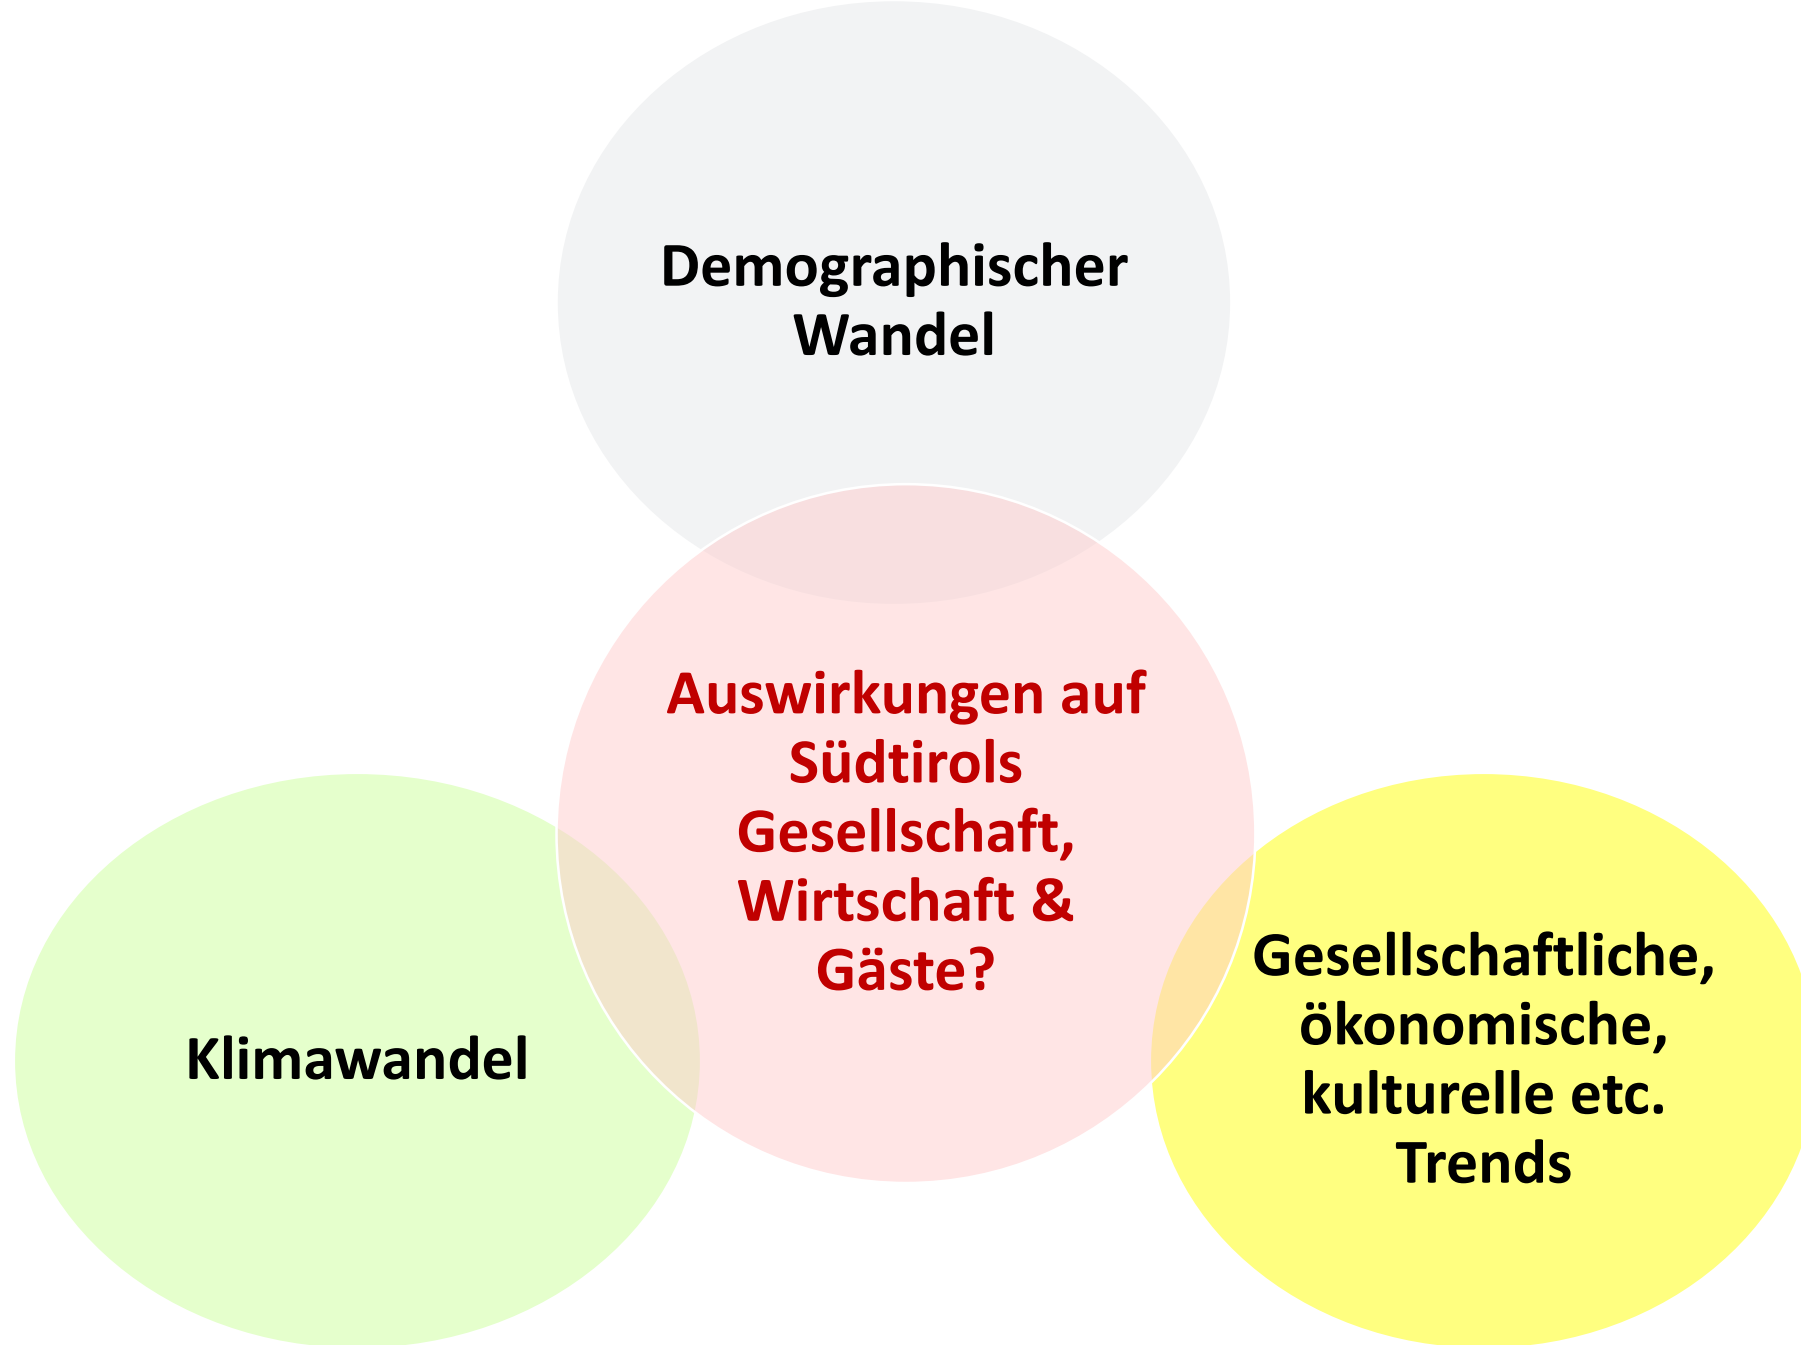 Demographischer
Wandel
Auswirkungen auf
Südtirols
Gesellschaft,
Wirtschaft &
Gäste?
Klimawandel
Gesellschaftliche,
ökonomische,
kulturelle etc.
Trends